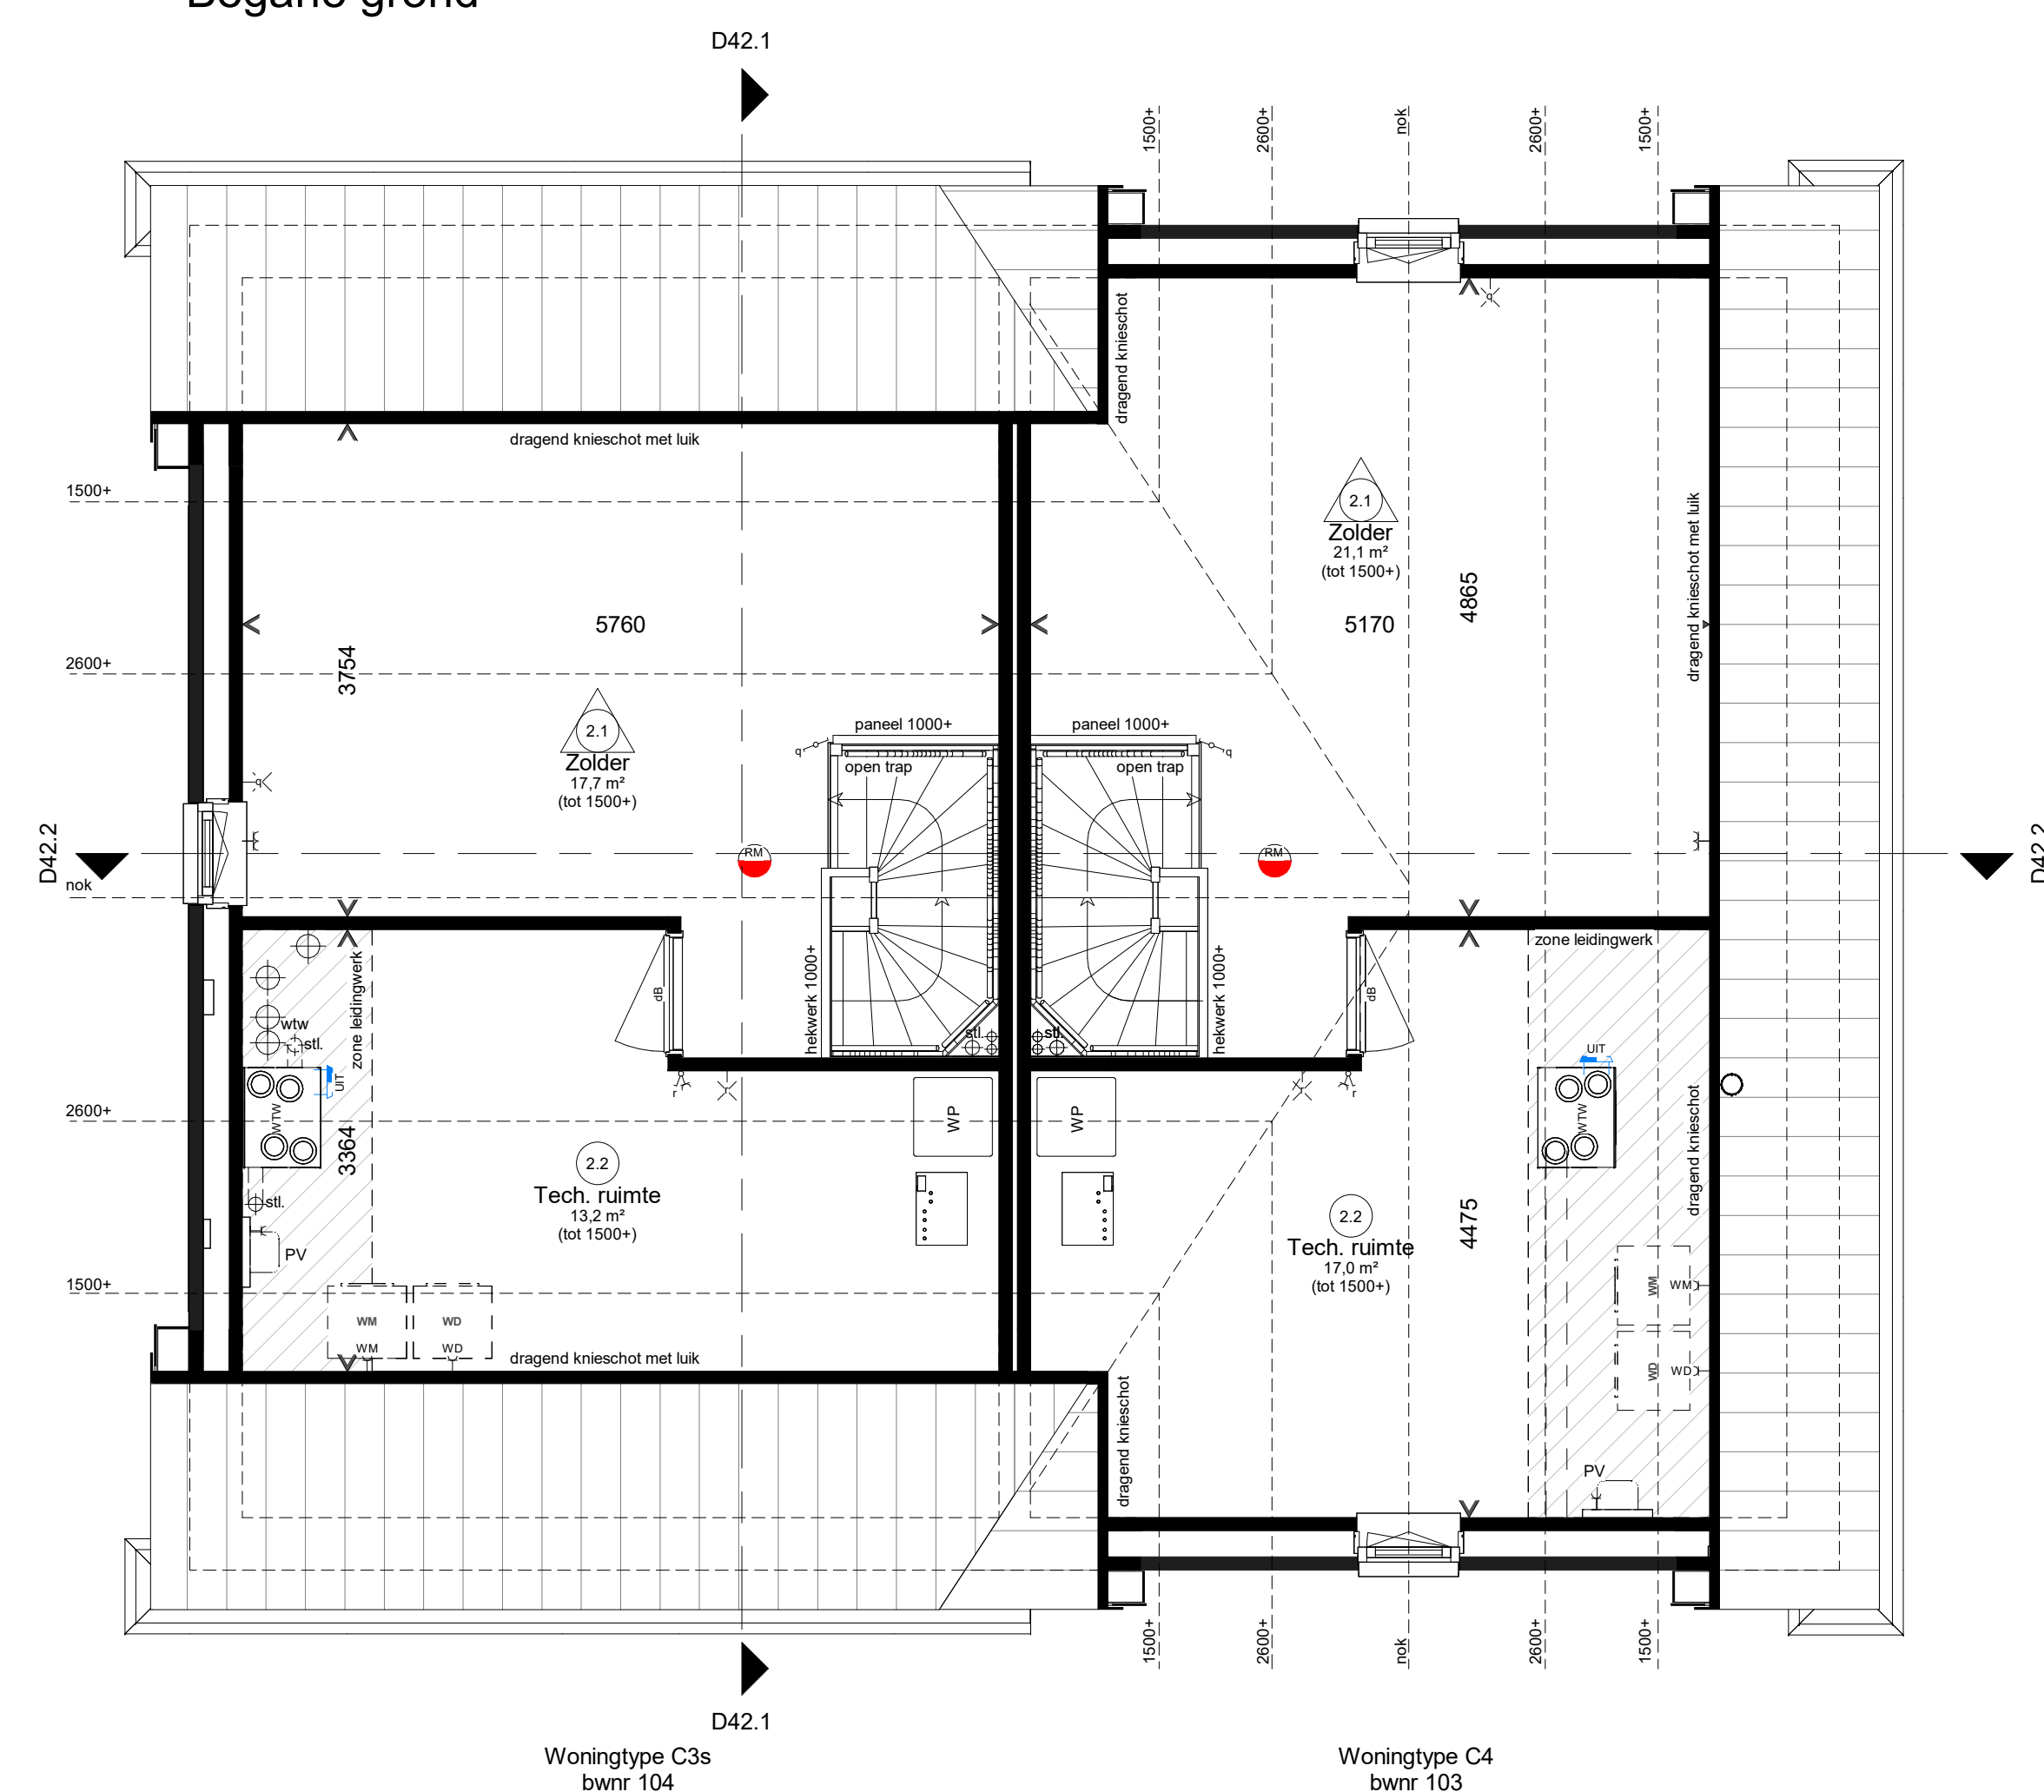 D42.1
1500+
2600+
nok
2600+
1500+
dragend knieschot
dragend knieschot met luik
1500+
2.1
Zolder
21,1 m²
(tot 1500+)
dragend knieschot met luik
4865
5760
5170
3754
2600+
2.1
Zolder
17,7 m²
(tot 1500+)
paneel 1000+
paneel 1000+
q
q
open trap
open trap
q
q
D42.2
RM
RM
D42.2
nok
zone leidingwerk
zone leidingwerk
hekwerk 1000+
hekwerk 1000+
dB
dB
wtw
stl.
stl.
stl.
UIT
UIT
WTW
WTW
r
r
2600+
WP
WP
3364
dragend knieschot
2.2
Tech. ruimte
13,2 m²
(tot 1500+)
stl.
PV
2.2
Tech. ruimte
17,0 m²
(tot 1500+)
4475
1500+
WM
WD
WM
WD
WM
WM
WD
WD
dragend knieschot met luik
dragend knieschot
PV
1500+
2600+
nok
2600+
1500+
D42.1
Woningtype C3s
bwnr 104
Woningtype C4
bwnr 103